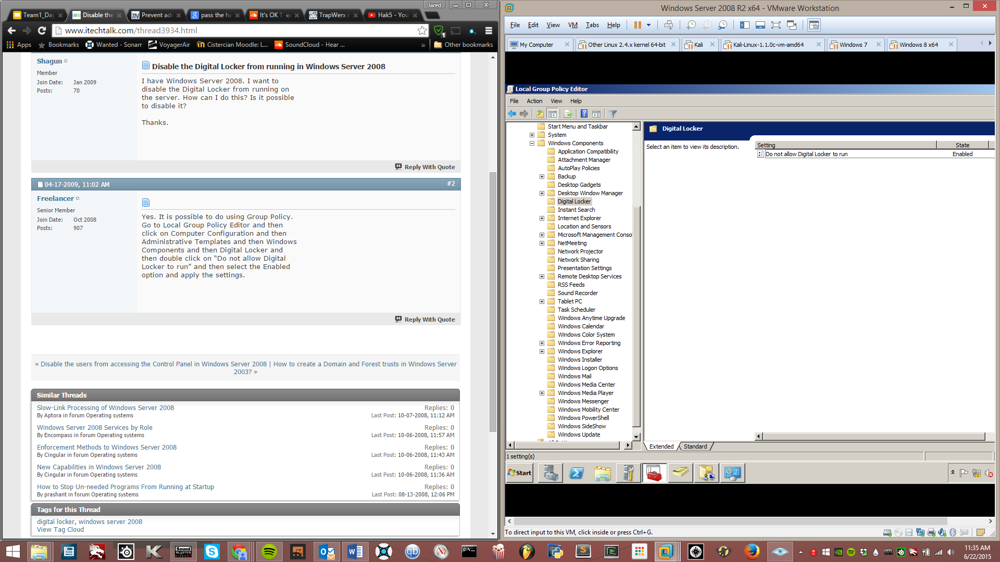 Jared
Team1_Day
Disable the
Prevent ad
pass the ha
It's OK T
TrapWerx c
Hak5 - You
www.itechtalk.com/thread3934.html
Apps
Bookmarks
Wanted - Sonarr
VoyagerAir
Cistercian Moodle: L...
SoundCloud - Hear ...
»
Other bookmarks
Shagun
Member
Join Date: Jan 2009
Posts: 70
Disable the Digital Locker from running in Windows Server 2008
I have Windows Server 2008. I want to
disable the Digital Locker from running on
the server. How can I do this? Is it possible
to disable it?
Thanks.
Reply With Quote
04-17-2009, 11:02 AM #2
Freelancer
Senior Member
Join Date: Oct 2008
Posts: 907
Yes. It is possible to do using Group Policy.
Go to Local Group Policy Editor and then
click on Computer Configuration and then
Administrative Templates and then Windows
Components and then Digital Locker and
then double click on “Do not allow Digital
Locker to run” and then select the Enabled
option and apply the settings.
Reply With Quote
« Disable the users from accessing the Control Panel in Windows Server 2008 | How to create a Domain and Forest trusts in Windows Server
2003? »
Similar Threads
Slow-Link Processing of Windows Server 2008 Replies: 0
By Aptora in forum Operating systems Last Post: 10-07-2008, 11:12 AM
Windows Server 2008 Services by Role Replies: 0
By Encompass in forum Operating systems Last Post: 10-06-2008, 11:57 AM
Enforcement Methods to Windows Server 2008 Replies: 0
By Cingular in forum Operating systems Last Post: 10-06-2008, 11:43 AM
New Capabilities in Windows Server 2008 Replies: 0
By Cingular in forum Operating systems Last Post: 10-06-2008, 11:36 AM
How to Stop Un-needed Programs From Running at Startup Replies: 0
By prashant in forum Operating systems Last Post: 08-13-2008, 12:06 PM
Tags for this Thread
digital locker, windows server 2008
View Tag Cloud
Windows Server 2008 R2 x64 - VMware Workstation
File Edit View VM Tabs Help
My Computer
Other Linux 2.4.x kernel 64-bit
Kali
Kali-Linux-1.1.0c-vm-amd64
Windows 7
Windows 8 x64
Local Group Policy Editor
File Action View Help
Start Menu and Taskbar
System
Windows Components
Application Compatibility
Attachment Manager
AutoPlay Policies
Backup
Desktop Gadgets
Desktop Window Manager
Digital Locker
Instant Search
Internet Explorer
Location and Sensors
Microsoft Management Conso
NetMeeting
Network Projector
Network Sharing
Presentation Settings
Remote Desktop Services
RSS Feeds
Sound Recorder
Tablet PC
Task Scheduler
Windows Anytime Upgrade
Windows Calendar
Windows Color System
Windows Error Reporting
Windows Explorer
Windows Installer
Windows Logon Options
Windows Mail
Windows Media Center
Windows Media Player
Windows Messenger
Windows Mobility Center
Windows PowerShell
Windows SideShow
Windows Update
Digital Locker
Select an item to view its description.
Setting State
Do not allow Digital Locker to run Enabled
Extended Standard
1 setting(s)
Start
To direct input to this VM, click inside or press Ctrl+G.
11:35 AM
6/22/2015